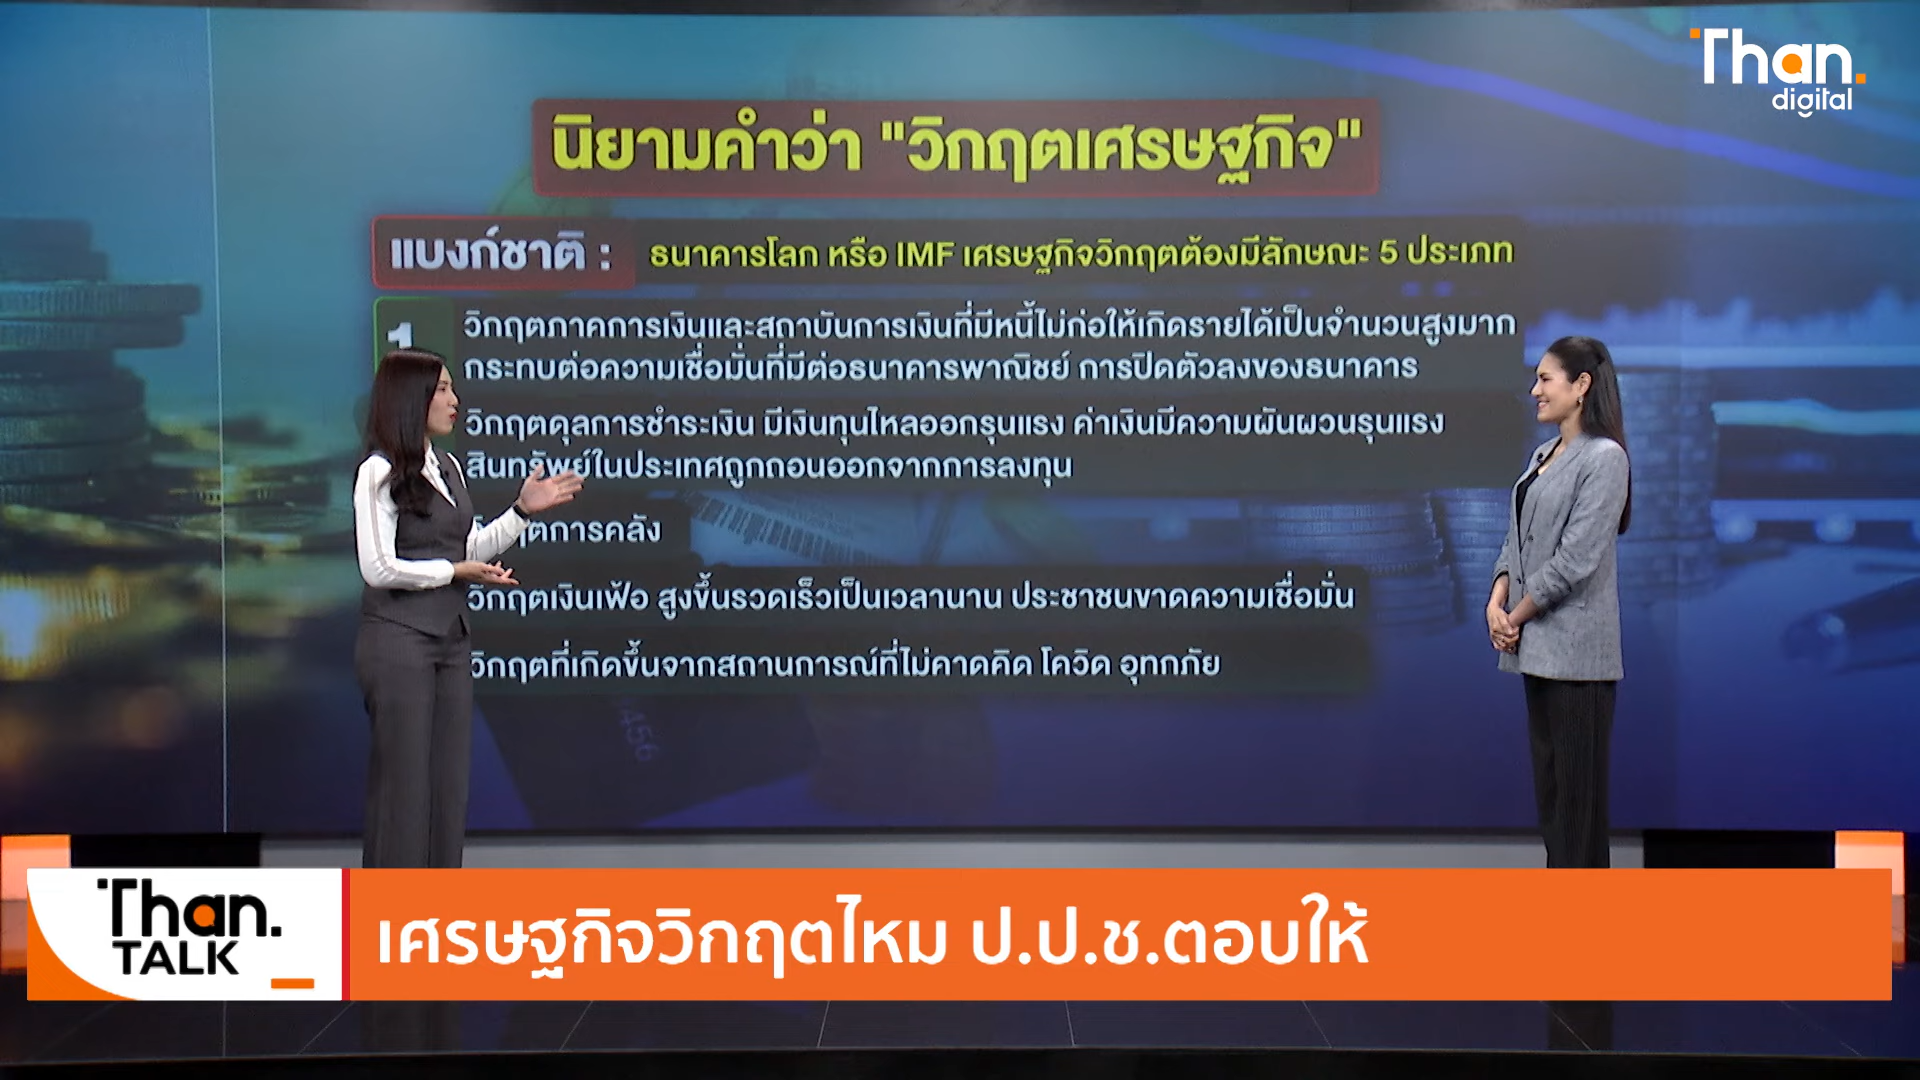 Than.
digital
นิยามคำว่า "วิกฤตเศรษฐกิจ"
แบงก์ชาติ : ธนาคารโลก หรือ IMF เศรษฐกิจวิกฤตต้องมีลักษณะ 5 ประเภท
1 วิกฤตภาคการเงินและสถาบันการเงินที่มีหนี้ไม่ก่อให้เกิดรายได้เป็นจำนวนสูงมาก
กระทบต่อความเชื่อมั่นที่มีต่อธนาคารพาณิชย์ การปิดตัวลงของธนาคาร
วิกฤตดุลการชำระเงิน มีเงินทุนไหลออกรุนแรง ค่าเงินมีความผันผวนรุนแรง
สินทรัพย์ในประเทศถูกถอนออกจากการลงทุน
วิกฤตการคลัง
วิกฤตเงินเฟ้อ สูงขึ้นรวดเร็วเป็นเวลานาน ประชาชนขาดความเชื่อมั่น
วิกฤตที่เกิดขึ้นจากสถานการณ์ที่ไม่คาดคิด โควิด อุทกภัย
456
Than.
TALK
เศรษฐกิจวิกฤตไหม ป.ป.ช.ตอบให้